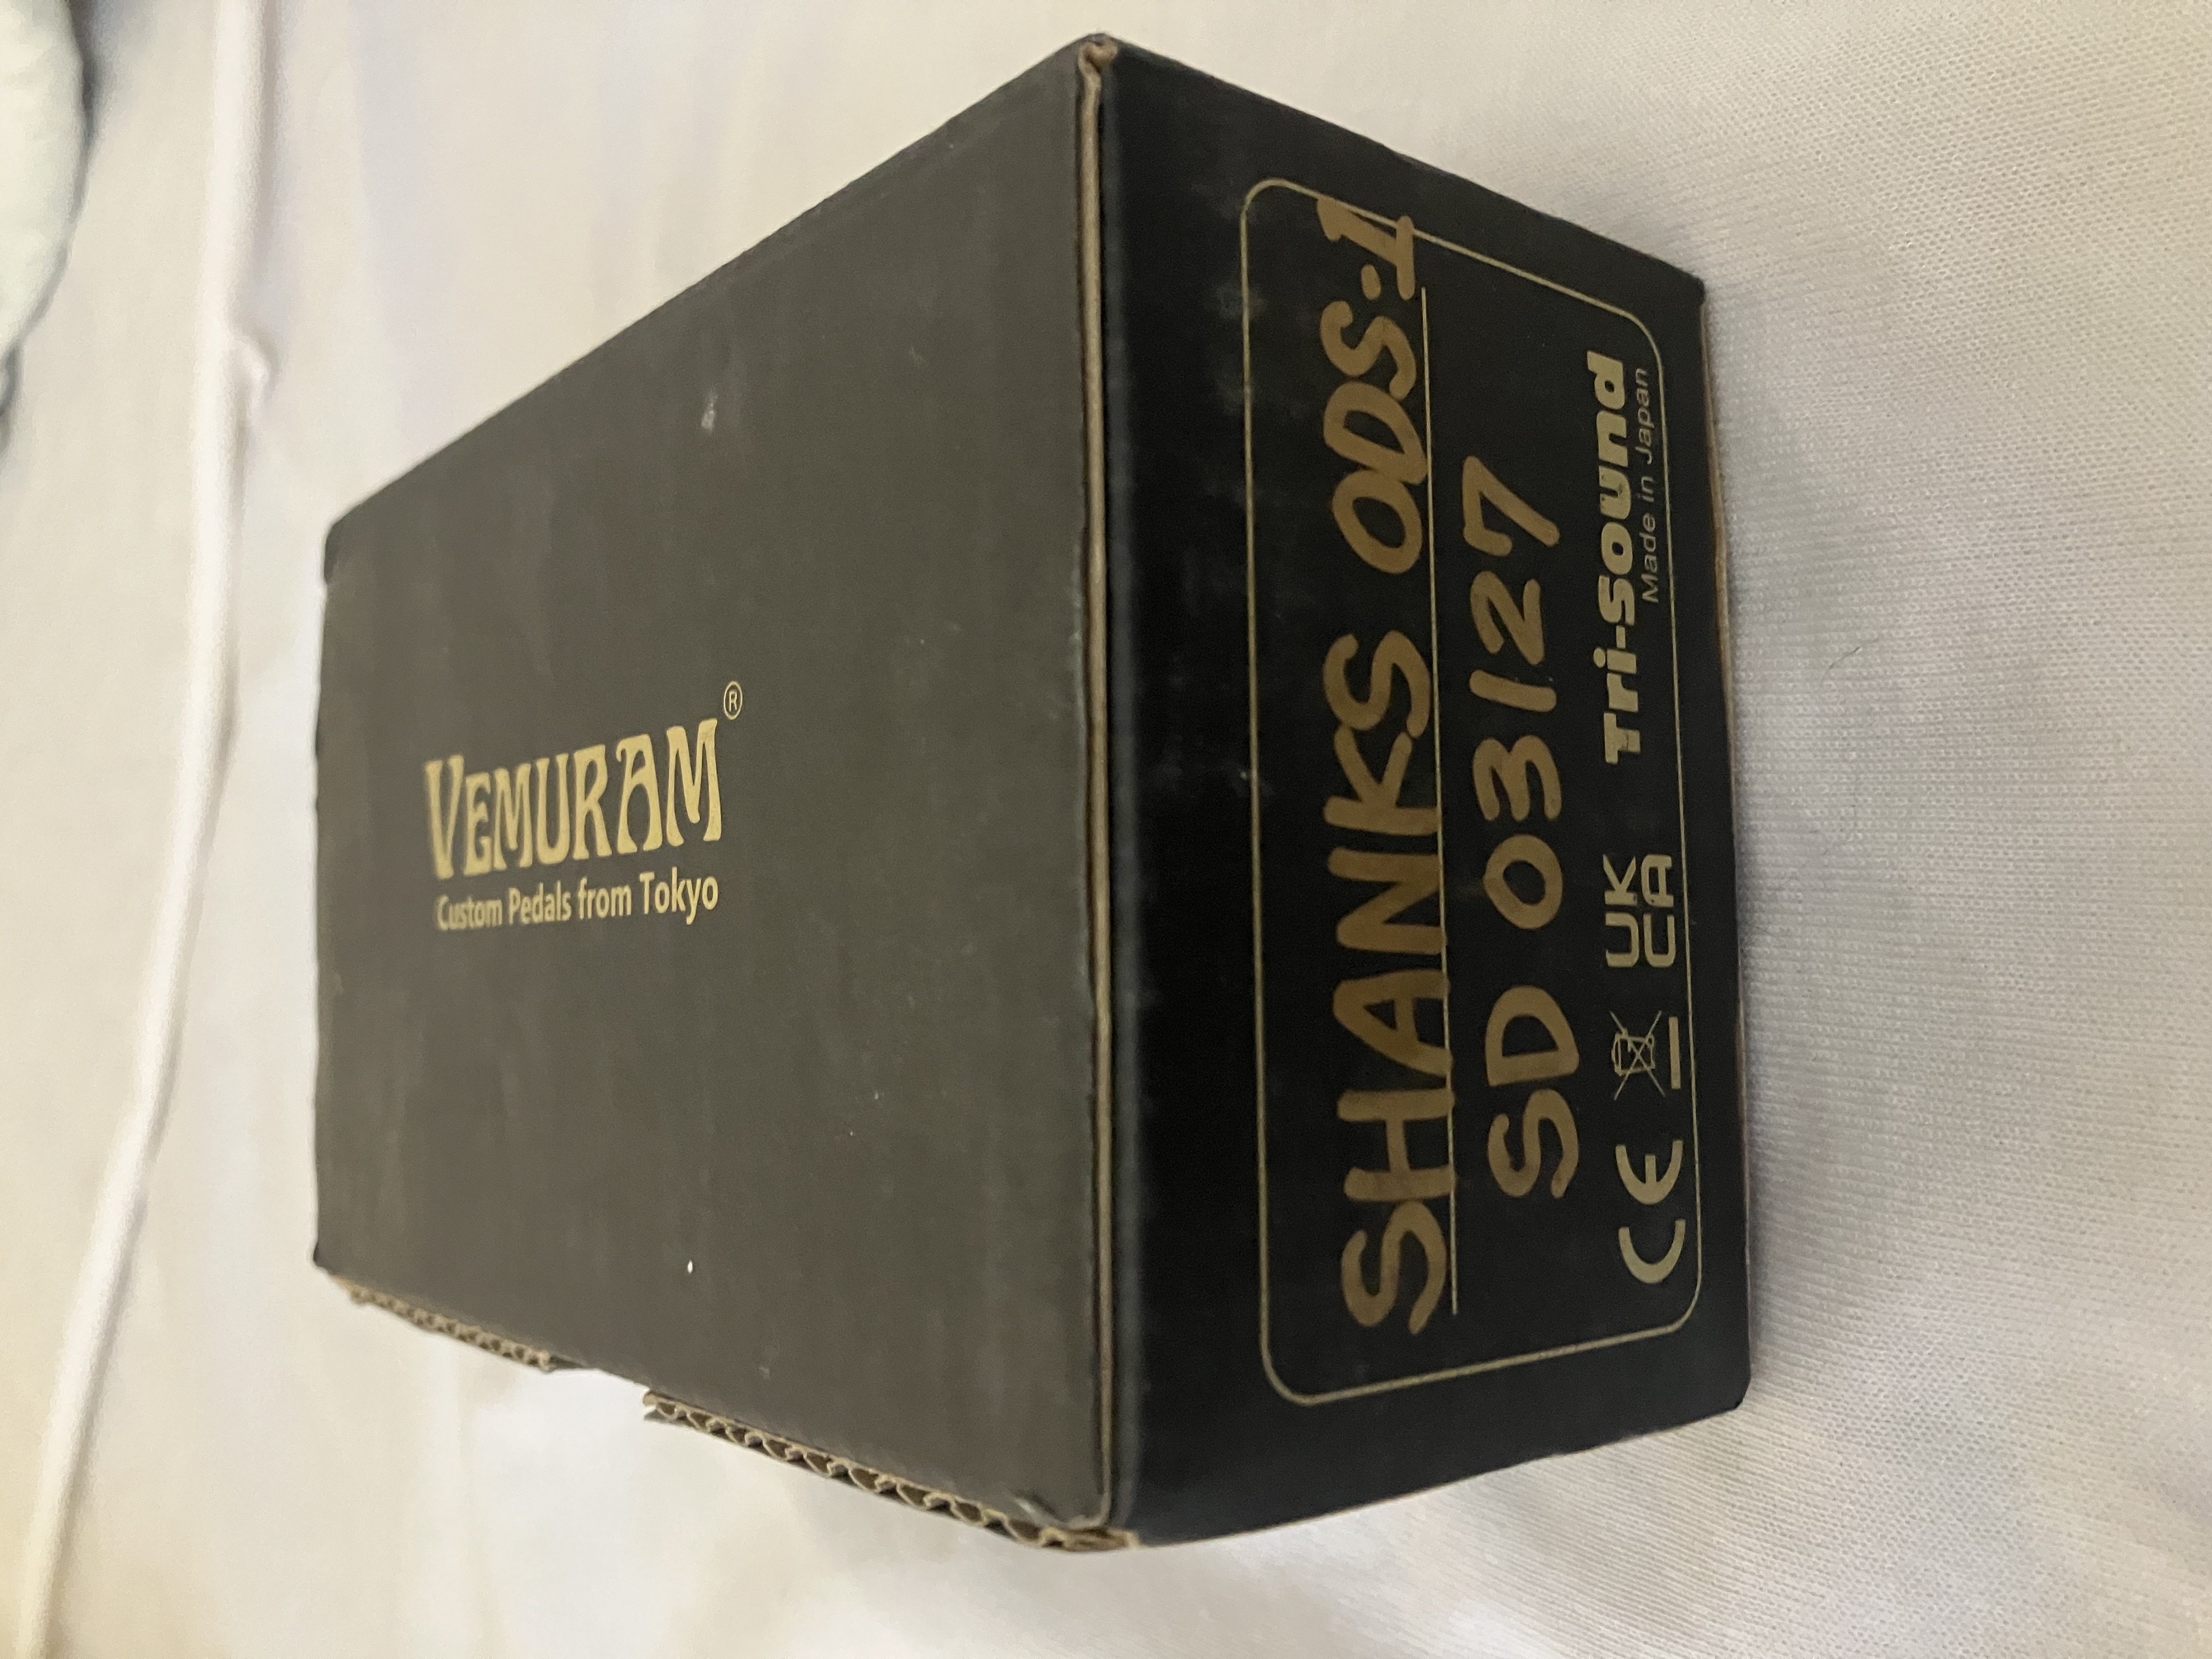 VEMURAM®
Custom Pedals from Tokyo
SHANKS ODS-1
SD 03127
CE UK CA Tri-Sound
Made in Japan